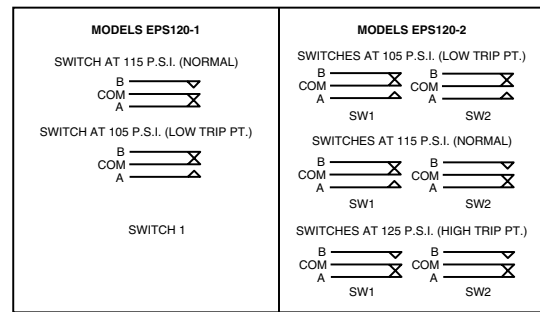 MODELS EPS120-1
SWITCH AT 115 P.S.I. (NORMAL)
B
COM
A
SWITCH AT 105 P.S.I. (LOW TRIP PT.)
B
COM
A
SWITCH 1
MODELS EPS120-2
SWITCHES AT 105 P.S.I. (LOW TRIP PT.)
B B
COM COM
A A
SW1 SW2
SWITCHES AT 115 P.S.I. (NORMAL)
B B
COM COM
A A
SW1 SW2
SWITCHES AT 125 P.S.I. (HIGH TRIP PT.)
B B
COM COM
A A
SW1 SW2